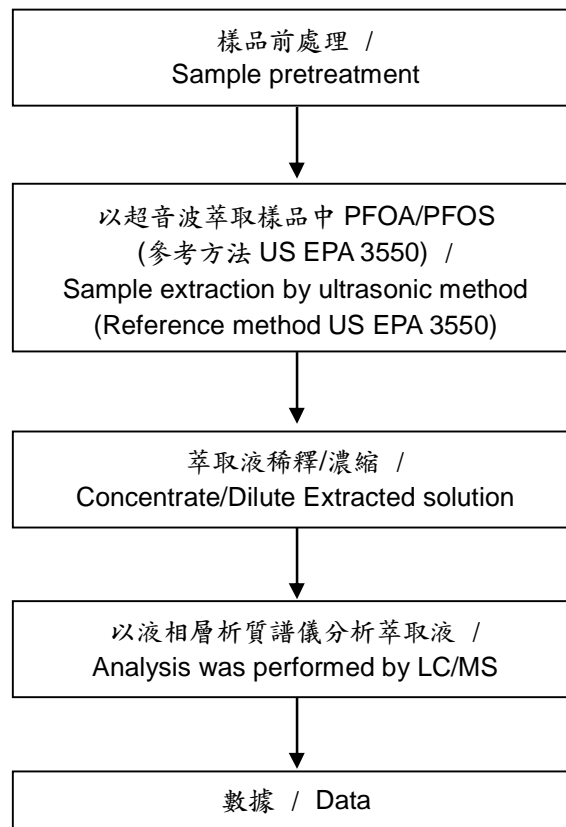 樣品前處理 /
Sample pretreatment
以超音波萃取樣品中 PFOA/PFOS
(參考方法 US EPA 3550) /
Sample extraction by ultrasonic method
(Reference method US EPA 3550)
萃取液稀釋/濃縮 /
Concentrate/Dilute Extracted solution
以液相層析質譜儀分析萃取液 /
Analysis was performed by LC/MS
數據 / Data